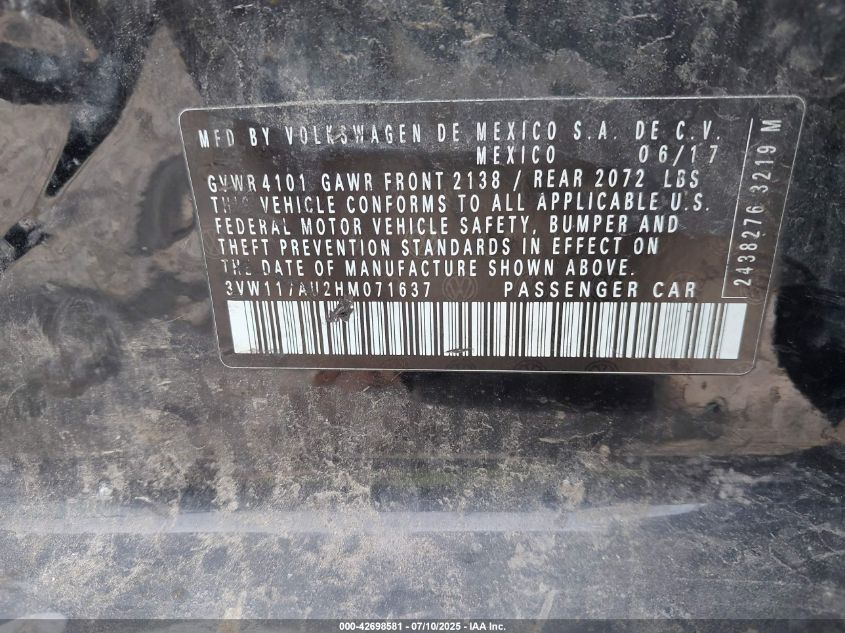 MFD BY VOLKSWAGEN DE MEXICO S.A. DE C.V.
MEXICO 06/17
GVWR 4101 GAWR FRONT 2138 / REAR 2072 LBS
THIS VEHICLE CONFORMS TO ALL APPLICABLE U.S.
FEDERAL MOTOR VEHICLE SAFETY, BUMPER AND
THEFT PREVENTION STANDARDS IN EFFECT ON
THE DATE OF MANUFACTURE SHOWN ABOVE.
3VW117AU2HM071637 PASSENGER CAR
2438276 3219 M
000-42698581 - 07/10/2025 - IAA Inc.